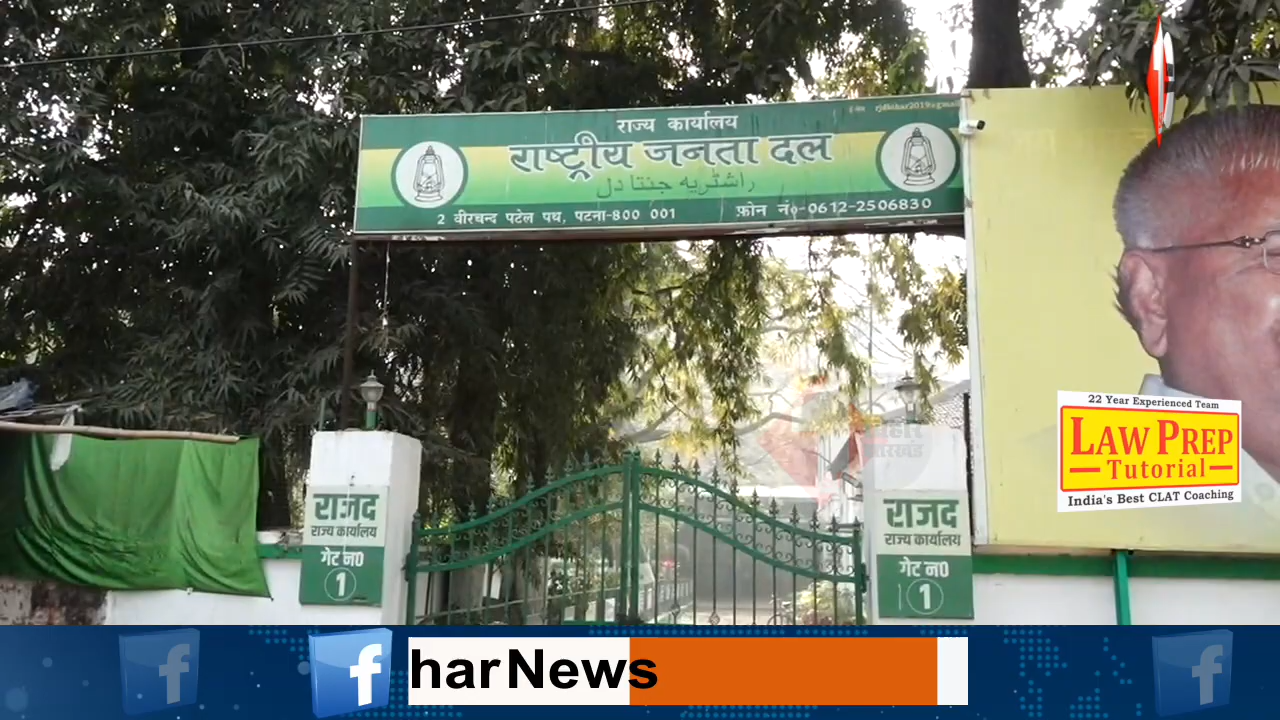 राज्य कार्यालय
राष्ट्रीय जनता दल
راشٹریہ جنتا دل
2 वीरचन्द पटेल पथ, पटना-800 001 फ़ोन नं०-0612-2506830
22 Year Experienced Team
LAW PREP
Tutorial
India's Best CLAT Coaching
राजद
राज्य कार्यालय
गेट न0
1
राजद
राज्य कार्यालय
गेट न0
1
f
f
harNews
f